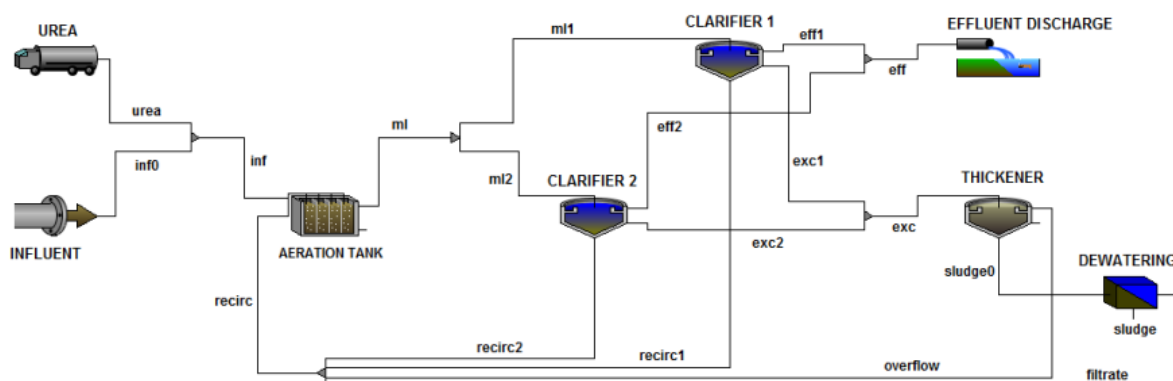 CLARIFIER 1
EFFLUENT DISCHARGE
UREA
ml1
eff1
eff
urea
ml
eff2
inf0
inf
exc1
ml2
CLARIFIER 2
THICKENER
INFLUENT
AERATION TANK
exc2
exc
DEWATERING
sludge0
recirc
sludge
recirc2
recirc1
overflow
filtrate